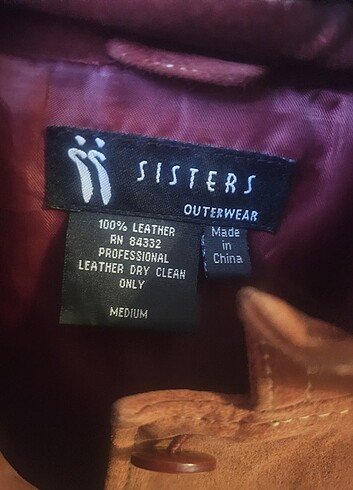 SISTERS
OUTERWEAR
100% LEATHER
RN 84332
PROFESSIONAL
LEATHER DRY CLEAN
ONLY
MEDIUM
Made
in
China